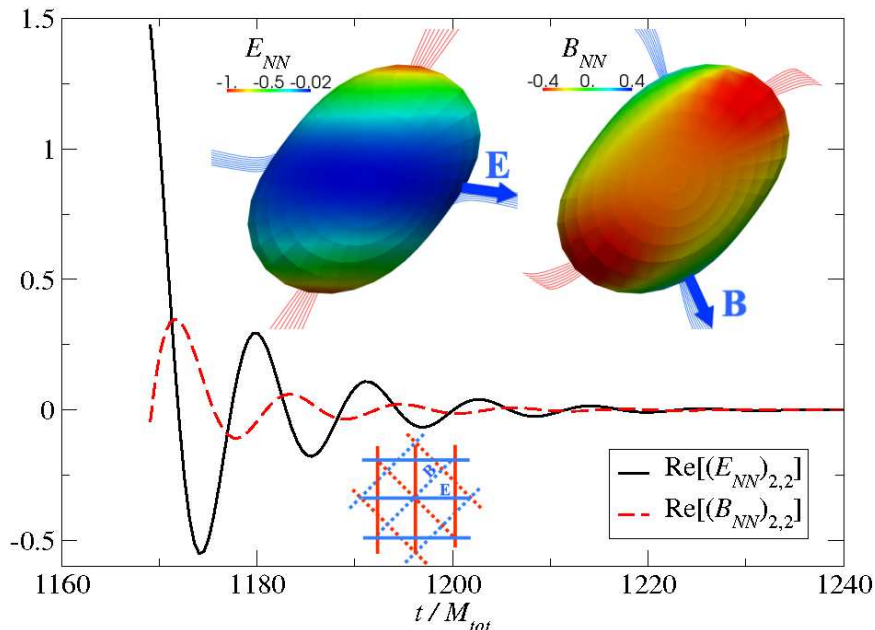 1.5
1
0.5
0
-0.5
E_NN
-1. -0.5 -0.02
E
B_NN
-0.4 0. 0.4
B
B
E
Re[(E_NN)_2,2]
Re[(B_NN)_2,2]
1160 1180 1200 1220 1240
t / M_tot